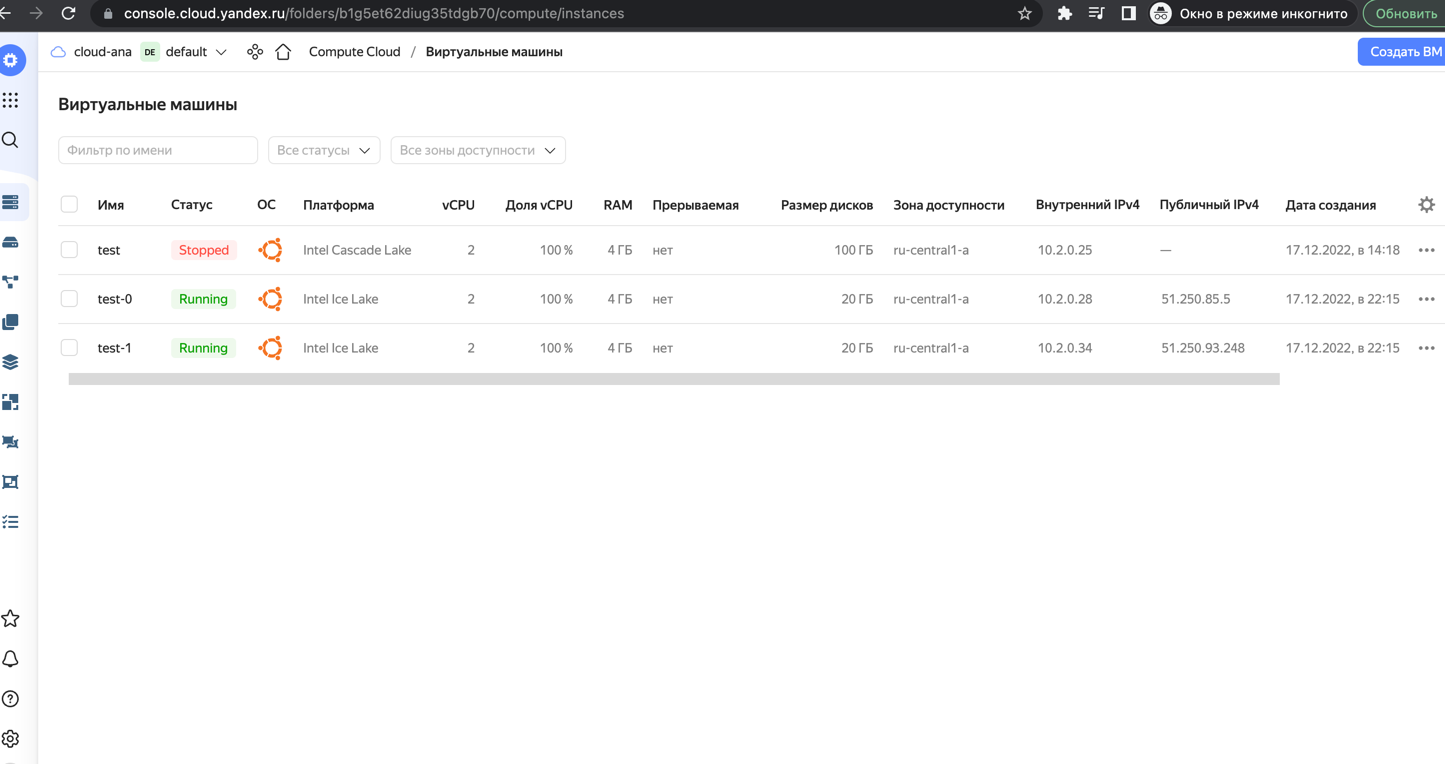 console.cloud.yandex.ru/folders/b1g5et62diug35tdgb70/compute/instances Окно в режиме инкогнито Обновить
cloud-ana DE default Compute Cloud / Виртуальные машины Создать ВМ
Виртуальные машины
Фильтр по имени Все статусы Все зоны доступности
Имя Статус ОС Платформа vCPU Доля vCPU RAM Прерываемая Размер дисков Зона доступности Внутренний IPv4 Публичный IPv4 Дата создания
test Stopped Intel Cascade Lake 2 100 % 4 ГБ нет 100 ГБ ru-central1-a 10.2.0.25 — 17.12.2022, в 14:18
test-0 Running Intel Ice Lake 2 100 % 4 ГБ нет 20 ГБ ru-central1-a 10.2.0.28 51.250.85.5 17.12.2022, в 22:15
test-1 Running Intel Ice Lake 2 100 % 4 ГБ нет 20 ГБ ru-central1-a 10.2.0.34 51.250.93.248 17.12.2022, в 22:15